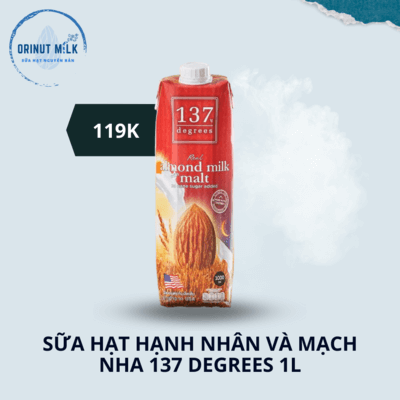 ORINUT MILK
SỮA HẠT NGUYÊN BẢN
119K
137
degrees
almond milk
malt
SỮA HẠT HẠNH NHÂN VÀ MẠCH
NHA 137 DEGREES 1L